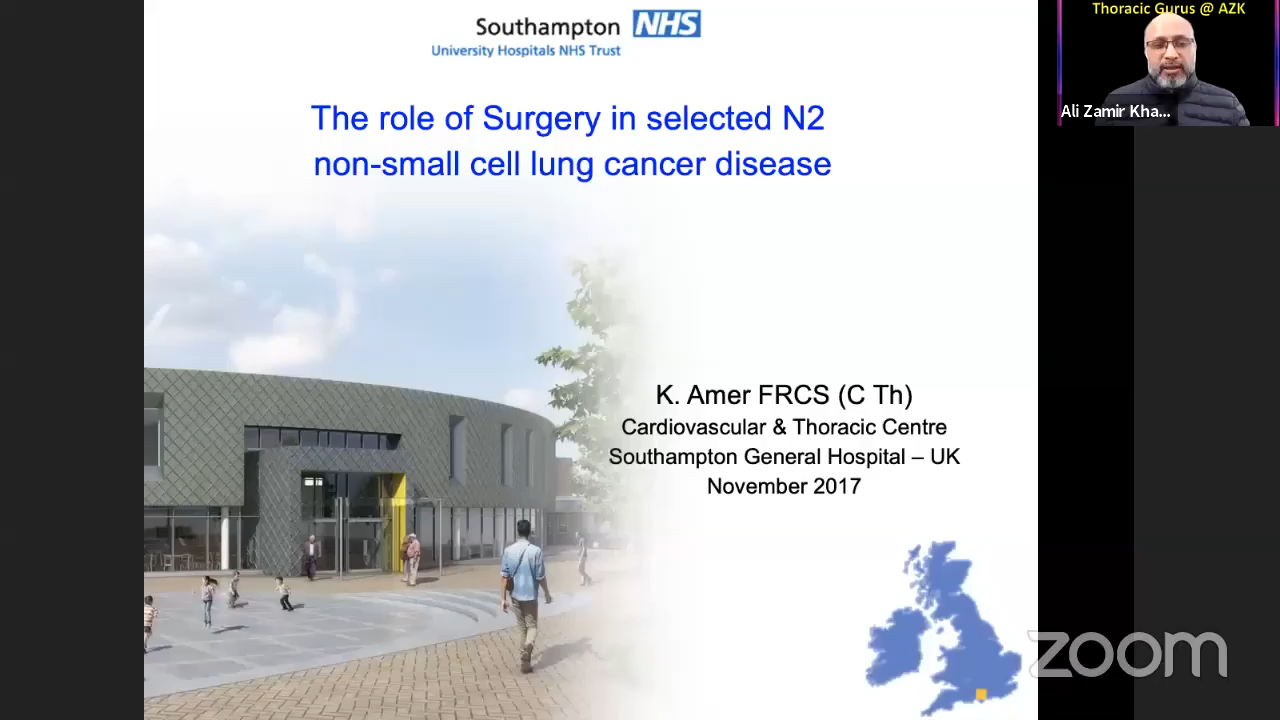 Southampton NHS
University Hospitals NHS Trust
The role of Surgery in selected N2
non-small cell lung cancer disease
K. Amer FRCS (C Th)
Cardiovascular & Thoracic Centre
Southampton General Hospital – UK
November 2017
Thoracic Gurus @ AZK
Ali Zamir Kha...
zoom